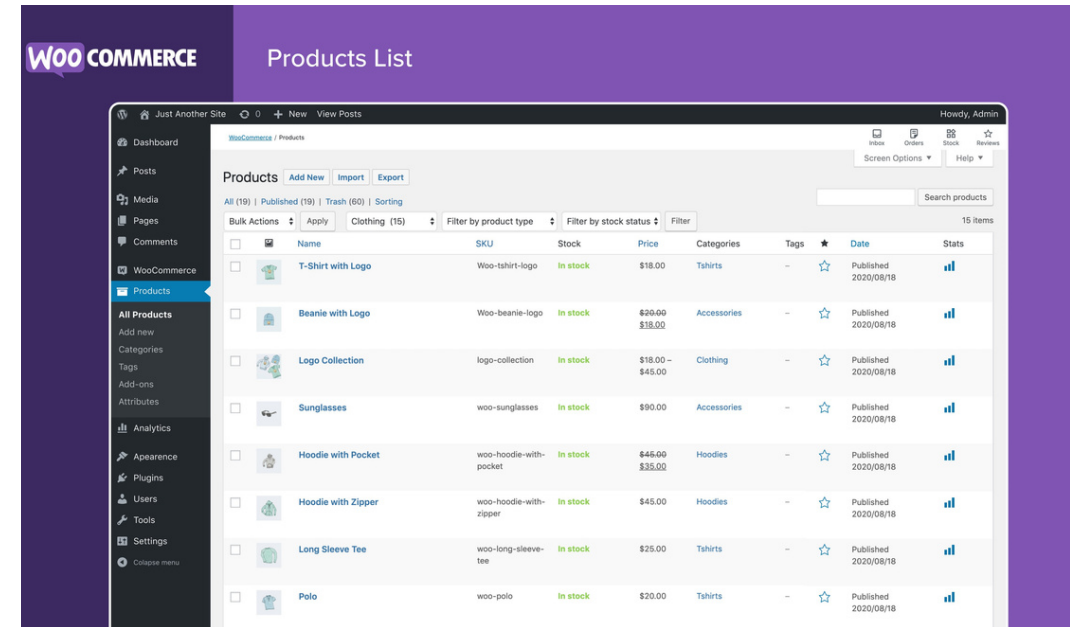 WOO COMMERCE
Products List
Just Another Site 0 New View Posts Howdy, Admin
WooCommerce / Products
Inbox Orders Stock Reviews
Screen Options ▼ Help ▼
Dashboard
Posts
Media
Pages
Comments
WooCommerce
Products
All Products
Add new
Categories
Tags
Add-ons
Attributes
Analytics
Apearence
Plugins
Users
Tools
Settings
Colapse menu
Products Add New Import Export
All (19) | Published (19) | Trash (60) | Sorting
Search products
Bulk Actions Apply Clothing (15) Filter by product type Filter by stock status Filter
15 items
Name SKU Stock Price Categories Tags ★ Date Stats
T-Shirt with Logo Woo-tshirt-logo In stock $18.00 Tshirts – Published
2020/08/18
Beanie with Logo Woo-beanie-logo In stock $20.00 Accessories – Published
$18.00 2020/08/18
Logo Collection logo-collection In stock $18.00 – Clothing – Published
$45.00 2020/08/18
Sunglasses woo-sunglasses In stock $90.00 Accessories – Published
2020/08/18
Hoodie with Pocket woo-hoodie-with- In stock $45.00 Hoodies – Published
pocket $35.00 2020/08/18
Hoodie with Zipper woo-hoodie-with- In stock $45.00 Hoodies – Published
zipper 2020/08/18
Long Sleeve Tee woo-long-sleeve- In stock $25.00 Tshirts – Published
tee 2020/08/18
Polo woo-polo In stock $20.00 Tshirts – Published
2020/08/18